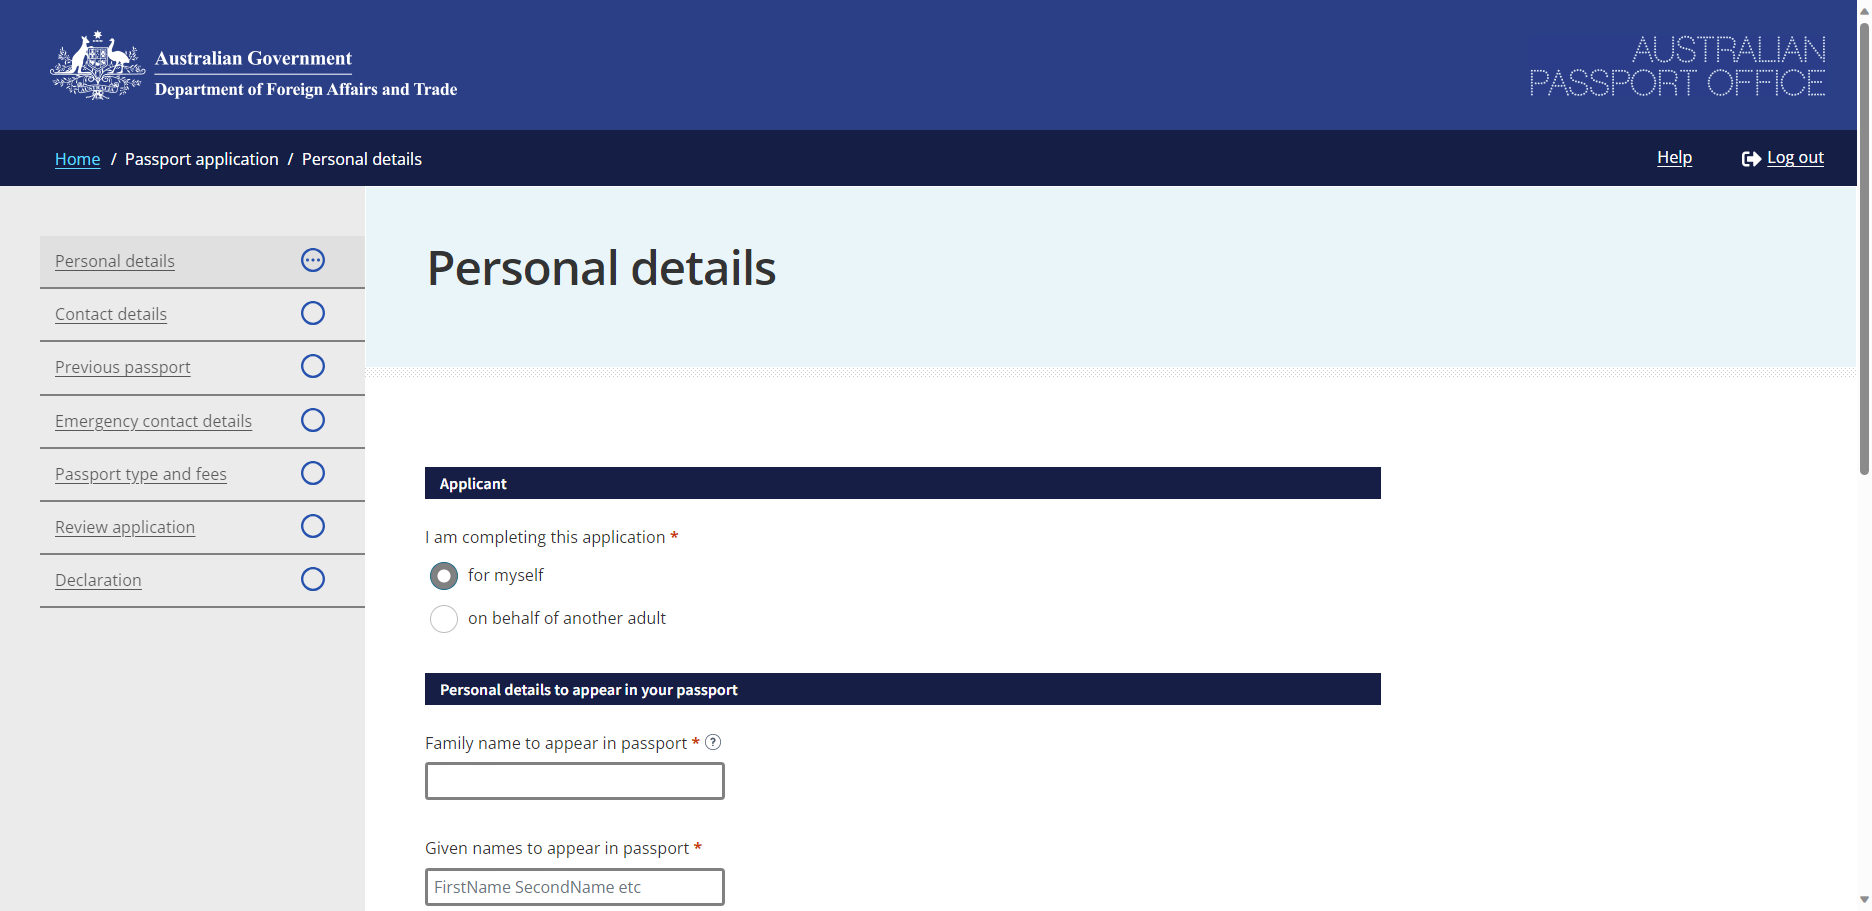 Australian Government
Department of Foreign Affairs and Trade
AUSTRALIAN
PASSPORT OFFICE
Home / Passport application / Personal details
Help
Log out
Personal details
Contact details
Previous passport
Emergency contact details
Passport type and fees
Review application
Declaration
Personal details
Applicant
I am completing this application *
for myself
on behalf of another adult
Personal details to appear in your passport
Family name to appear in passport * ?
Given names to appear in passport *
FirstName SecondName etc